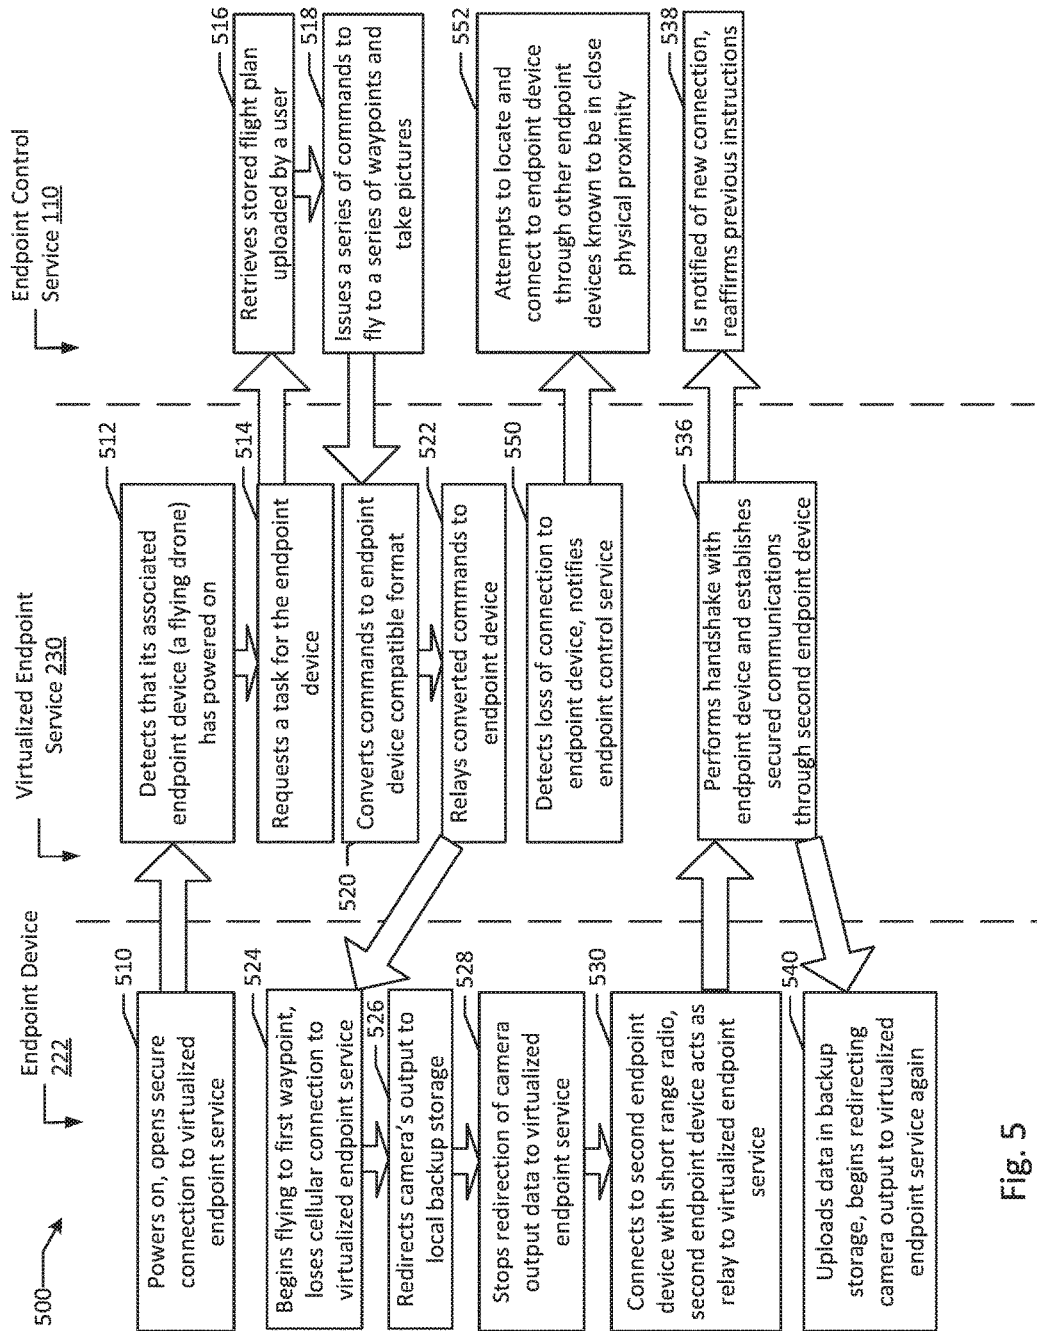 500
Endpoint Device
222
Virtualized Endpoint
Service 230
Endpoint Control
Service 110
510
Powers on, opens secure
connection to virtualized
endpoint service
512
Detects that its associated
endpoint device (a flying drone)
has powered on
514
Requests a task for the endpoint
device
516
Retrieves stored flight plan
uploaded by a user
518
Issues a series of commands to
fly to a series of waypoints and
take pictures
520
Converts commands to endpoint
device compatible format
522
Relays converted commands to
endpoint device
524
Begins flying to first waypoint,
loses cellular connection to
virtualized endpoint service
526
Redirects camera's output to
local backup storage
528
Stops redirection of camera
output data to virtualized
endpoint service
550
Detects loss of connection to
endpoint device, notifies
endpoint control service
552
Attempts to locate and
connect to endpoint device
through other endpoint
devices known to be in close
physical proximity
530
Connects to second endpoint
device with short range radio,
second endpoint device acts as
relay to virtualized endpoint
service
536
Performs handshake with
endpoint device and establishes
secured communications
through second endpoint device
538
Is notified of new connection,
reaffirms previous instructions
540
Uploads data in backup
storage, begins redirecting
camera output to virtualized
endpoint service again
Fig. 5